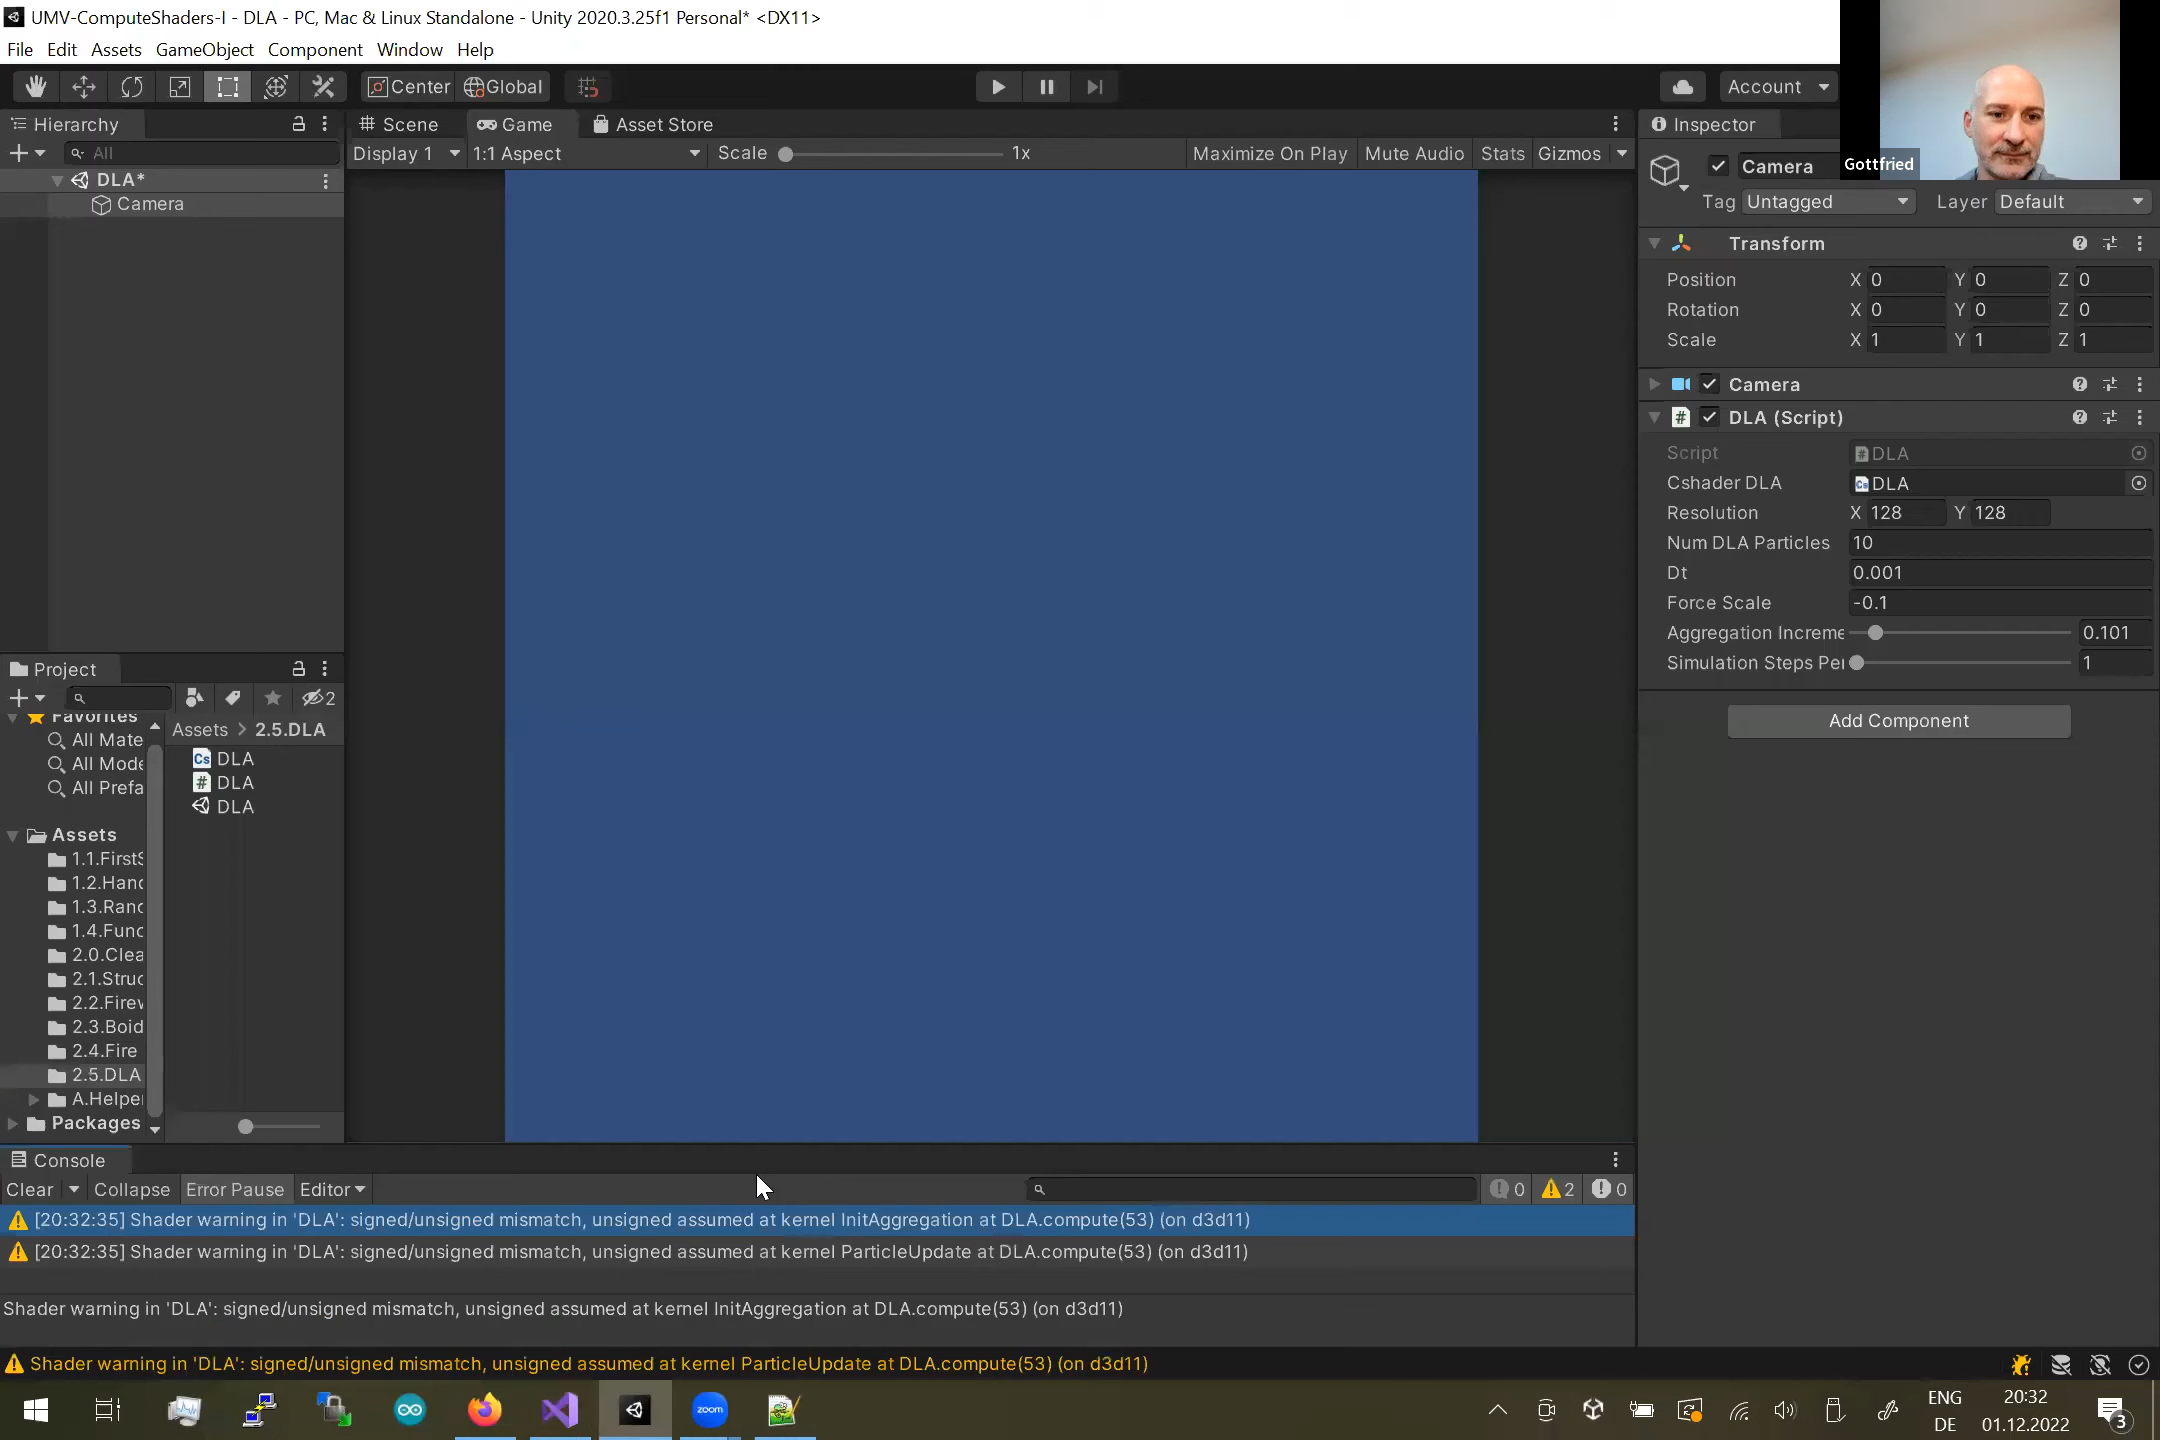 UMV-ComputeShaders-I - DLA - PC, Mac & Linux Standalone - Unity 2020.3.25f1 Personal* <DX11>
File Edit Assets GameObject Component Window Help
Center Global
Account
Hierarchy
All
DLA*
Camera
Scene Game Asset Store
Display 1 1:1 Aspect Scale 1x Maximize On Play Mute Audio Stats Gizmos
Inspector
Gottfried
Camera
Tag Untagged Layer Default
Transform
Position X 0 Y 0 Z 0
Rotation X 0 Y 0 Z 0
Scale X 1 Y 1 Z 1
Camera
DLA (Script)
Script DLA
Cshader DLA DLA
Resolution X 128 Y 128
Num DLA Particles 10
Dt 0.001
Force Scale -0.1
Aggregation Increme 0.101
Simulation Steps Per 1
Add Component
Project
2
Favorites
All Mate
All Mode
All Prefa
Assets
1.1.FirstS
1.2.Hand
1.3.Rand
1.4.Func
2.0.Clea
2.1.Struc
2.2.Firew
2.3.Boid
2.4.Fire
2.5.DLA
A.Helper
Packages
Assets > 2.5.DLA
DLA
DLA
DLA
Console
Clear Collapse Error Pause Editor 0 2 0
[20:32:35] Shader warning in 'DLA': signed/unsigned mismatch, unsigned assumed at kernel InitAggregation at DLA.compute(53) (on d3d11)
[20:32:35] Shader warning in 'DLA': signed/unsigned mismatch, unsigned assumed at kernel ParticleUpdate at DLA.compute(53) (on d3d11)
Shader warning in 'DLA': signed/unsigned mismatch, unsigned assumed at kernel InitAggregation at DLA.compute(53) (on d3d11)
Shader warning in 'DLA': signed/unsigned mismatch, unsigned assumed at kernel ParticleUpdate at DLA.compute(53) (on d3d11)
zoom
ENG
DE
20:32
01.12.2022
3